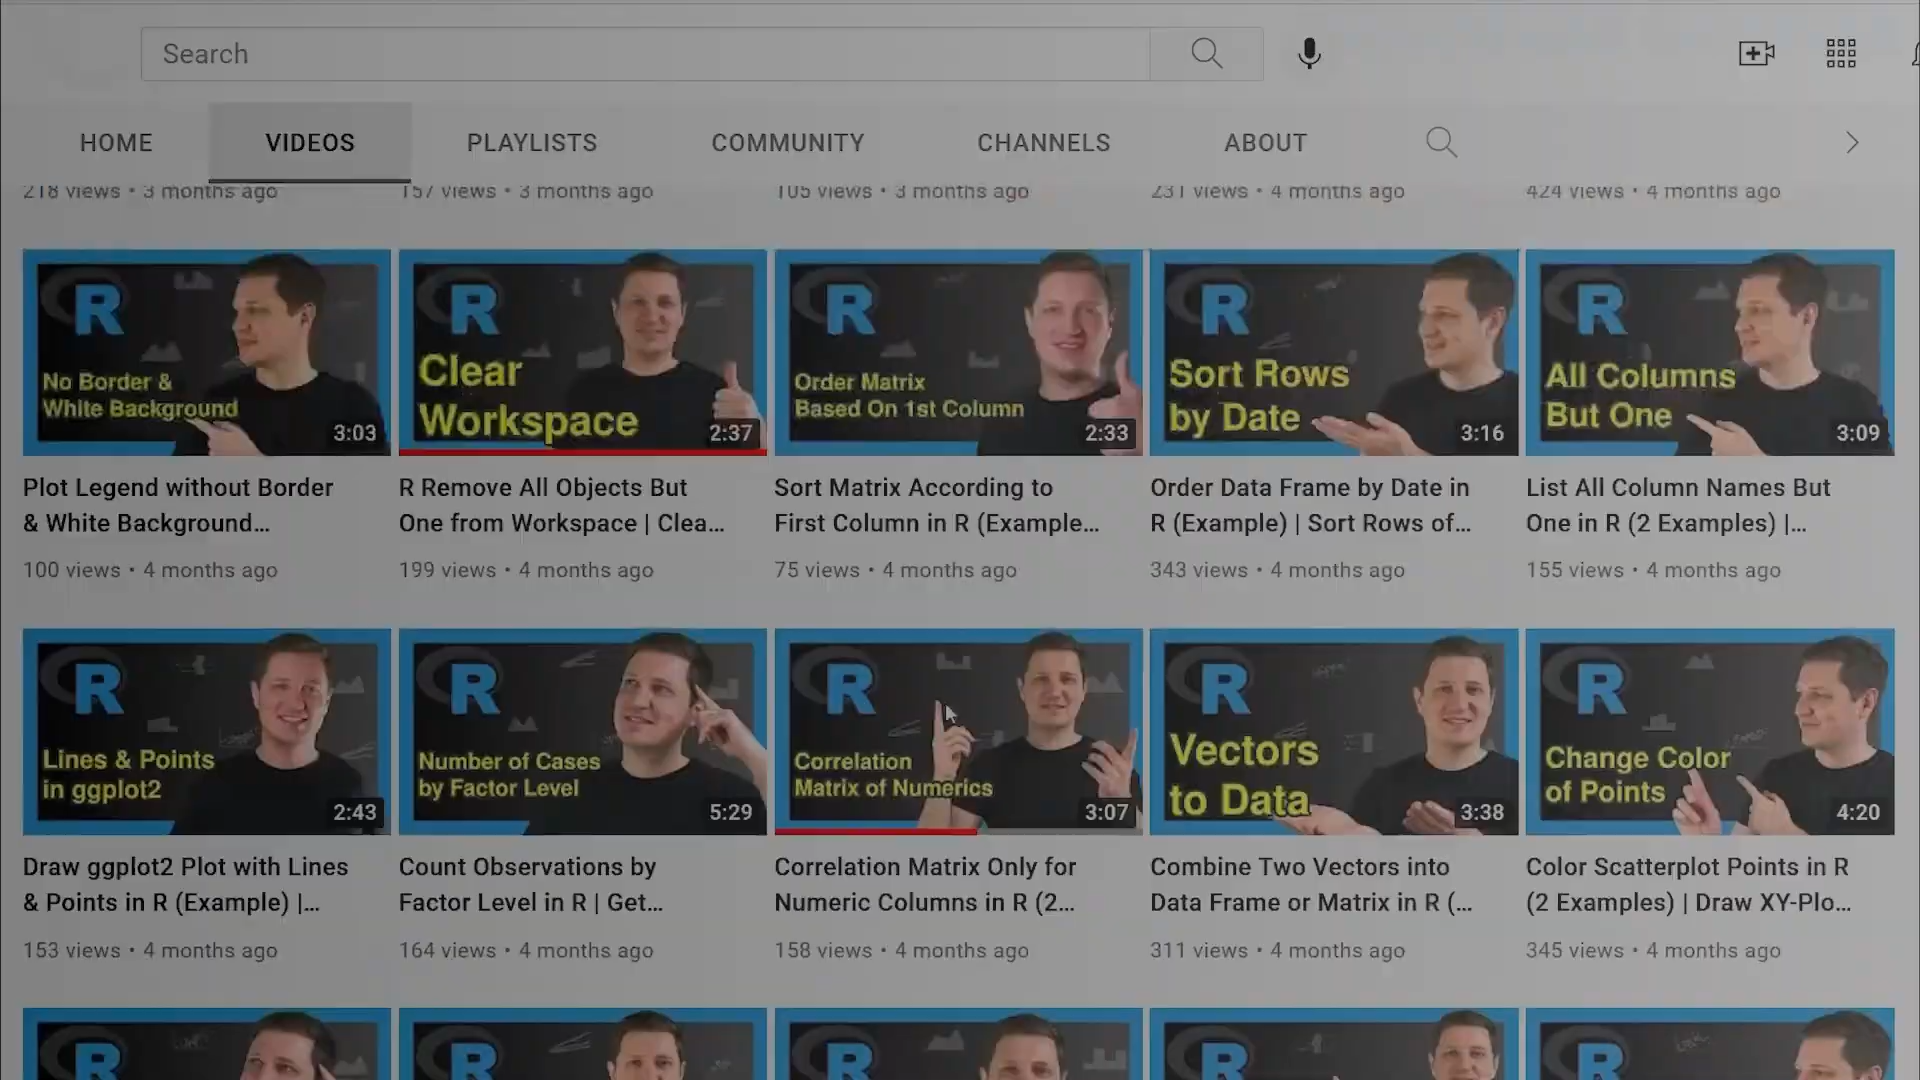 Search
HOME VIDEOS PLAYLISTS COMMUNITY CHANNELS ABOUT
218 views • 3 months ago
157 views • 3 months ago
105 views • 3 months ago
231 views • 4 months ago
424 views • 4 months ago
R
No Border &
White Background
3:03
R
Clear
Workspace
2:37
R
Order Matrix
Based On 1st Column
2:33
R
Sort Rows
by Date
3:16
R
All Columns
But One
3:09
Plot Legend without Border
& White Background...
100 views • 4 months ago
R Remove All Objects But
One from Workspace | Clea...
199 views • 4 months ago
Sort Matrix According to
First Column in R (Example...
75 views • 4 months ago
Order Data Frame by Date in
R (Example) | Sort Rows of...
343 views • 4 months ago
List All Column Names But
One in R (2 Examples) |...
155 views • 4 months ago
R
Lines & Points
in ggplot2
2:43
R
Number of Cases
by Factor Level
5:29
R
Correlation
Matrix of Numerics
3:07
R
Vectors
to Data
3:38
R
Change Color
of Points
4:20
Draw ggplot2 Plot with Lines
& Points in R (Example) |...
153 views • 4 months ago
Count Observations by
Factor Level in R | Get...
164 views • 4 months ago
Correlation Matrix Only for
Numeric Columns in R (2...
158 views • 4 months ago
Combine Two Vectors into
Data Frame or Matrix in R (...
311 views • 4 months ago
Color Scatterplot Points in R
(2 Examples) | Draw XY-Plo...
345 views • 4 months ago
R
R
R
R
R